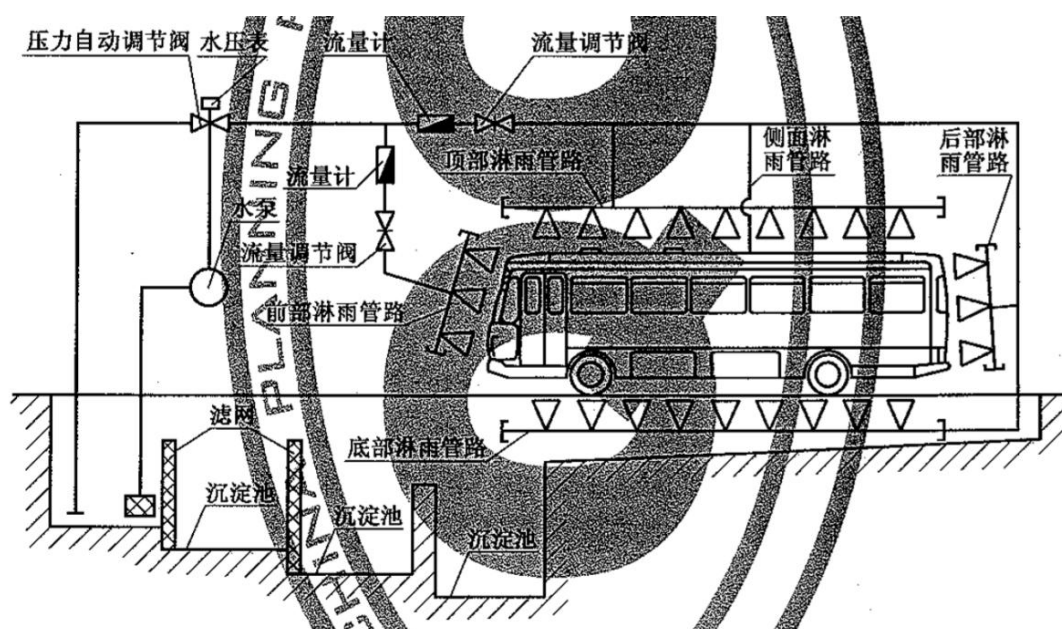 压力自动调节阀
水压表
流量计
流量调节阀
流量计
顶部淋雨管路
侧面淋
雨管路
后部淋
雨管路
水泵
流量调节阀
前部淋雨管路
滤网
底部淋雨管路
沉淀池
沉淀池
沉淀池
PLANNING P
CHINA